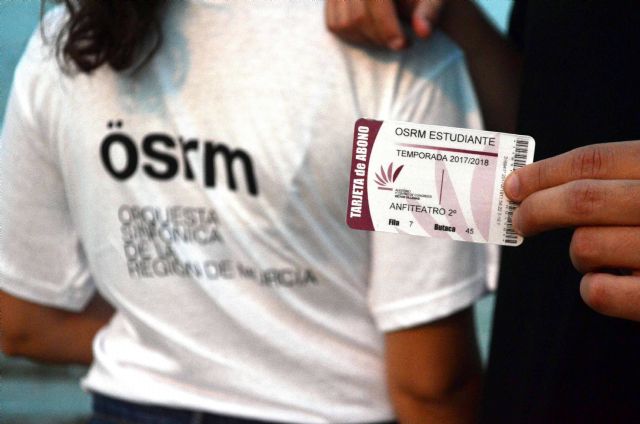 ösrm
ORQUESTA
SINFÓNICA
DE LA
REGIÓN DE MURCIA
TARJETA de ABONO
OSRM ESTUDIANTE
TEMPORADA 2017/2018
ANFITEATRO 2º
Fila 7 Butaca 45